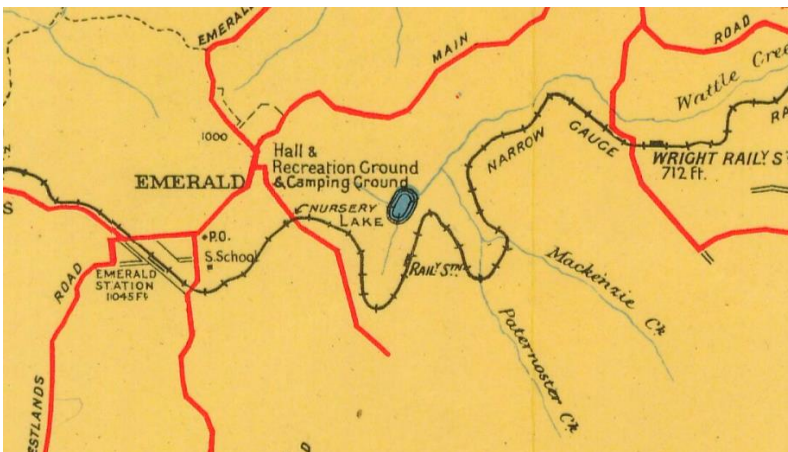 EMERALD
MAIN
ROAD
Wattle Cree
1000
Hall &
Recreation Ground
& Camping Ground
NARROW
GAUGE
RA
WRIGHT RAILY. S
712 Ft.
EMERALD
NURSERY
LAKE
S
P.O.
S. School
EMERALD
STATION
1045 Ft.
ROAD
RAILY. STN.
Mackenzie Ck
Paternoster Ck
ESTLANDS
D